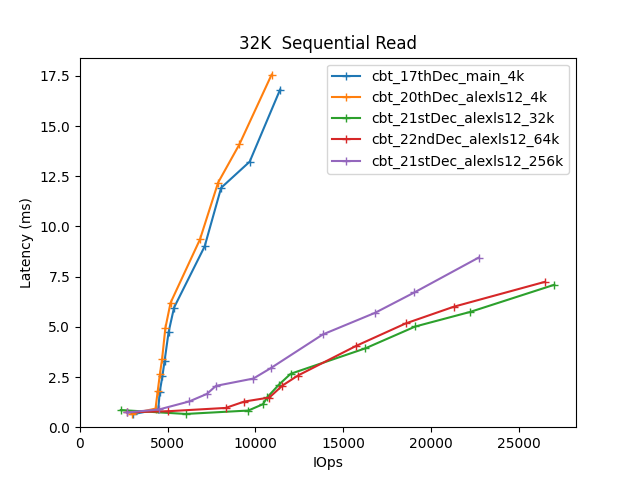 32K  Sequential Read
17.5
15.0
12.5
10.0
7.5
5.0
2.5
0.0
Latency (ms)
cbt_17thDec_main_4k
cbt_20thDec_alexls12_4k
cbt_21stDec_alexls12_32k
cbt_22ndDec_alexls12_64k
cbt_21stDec_alexls12_256k
0 5000 10000 15000 20000 25000
IOps